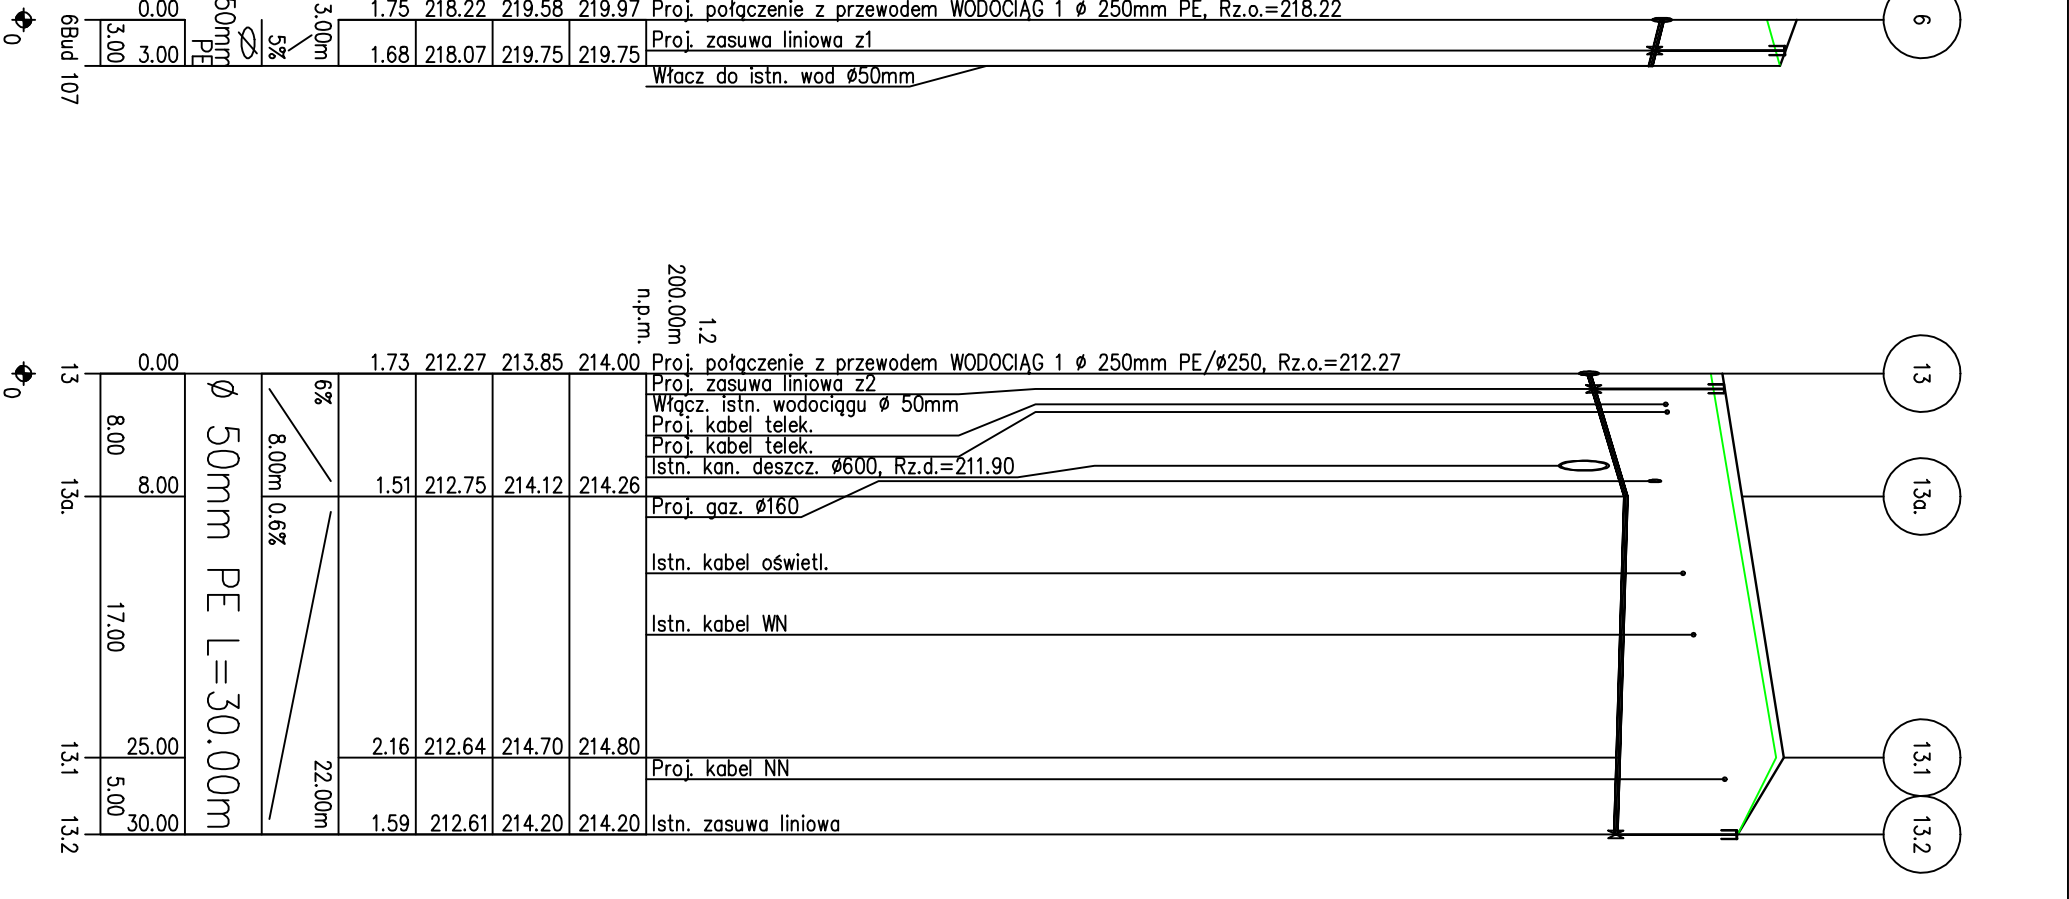 0.00 1.75 218.22 219.58 219.97 Proj. połączenie z przewodem WODOCIĄG 1 ø 250mm PE, Rz.o.=218.22
6
Proj. zasuwa liniowa z1
3.00 1.68 218.07 219.75 219.75
Włacz do istn. wod Ø50mm
0
6Bud 107
3.00
50mm
PE
Ø
5%
3.00m
200.00m
n.p.m.
1.2
0.00 1.73 212.27 213.85 214.00 Proj. połączenie z przewodem WODOCIĄG 1 ø 250mm PE/ø250, Rz.o.=212.27
13
Proj. zasuwa liniowa z2
Włącz. istn. wodociągu ø 50mm
Proj. kabel telek.
Proj. kabel telek.
Istn. kan. deszcz. Ø600, Rz.d.=211.90
8.00 1.51 212.75 214.12 214.26
13a.
Proj. gaz. ø160
Istn. kabel oświetl.
Istn. kabel WN
25.00 2.16 212.64 214.70 214.80
13.1
Proj. kabel NN
30.00 1.59 212.61 214.20 214.20 Istn. zasuwa liniowa
13.2
0
13
13a.
13.1
13.2
8.00
17.00
5.00
ø 50mm PE L=30.00m
6%
8.00m
0.6%
22.00m